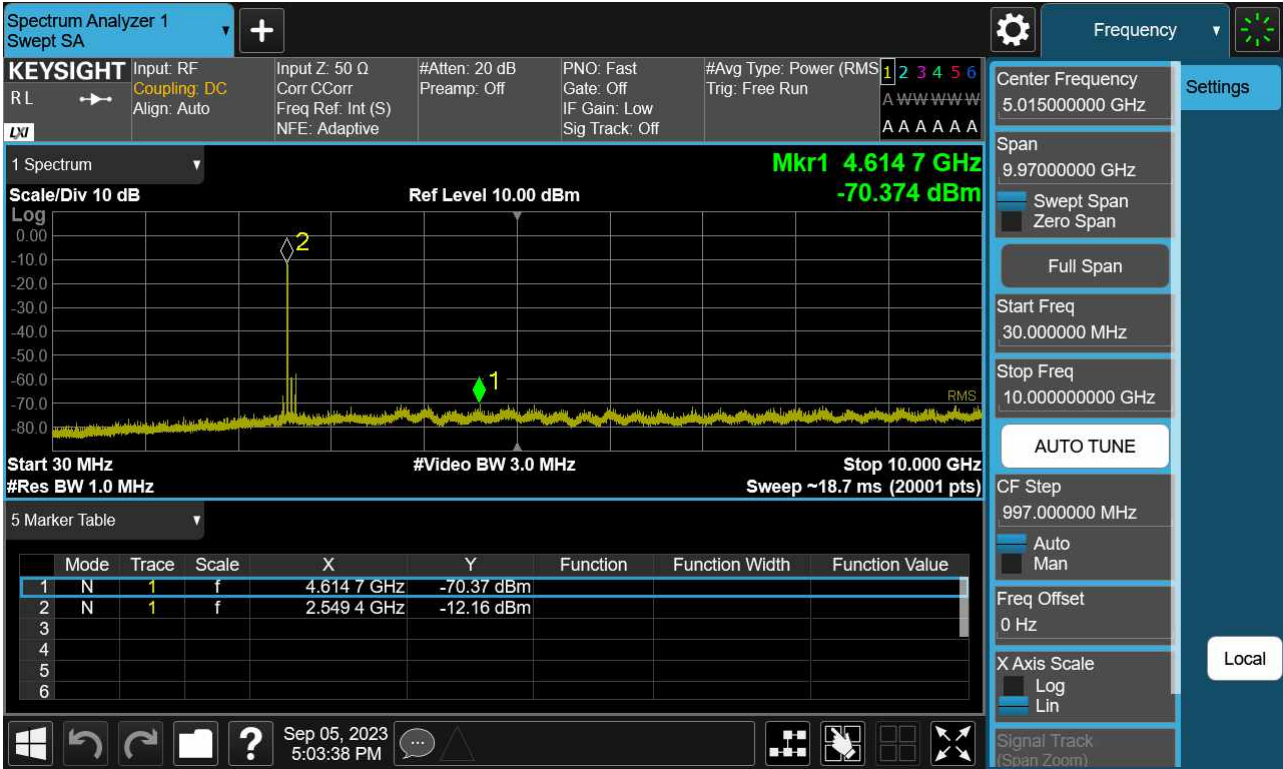 Spectrum Analyzer 1
Swept SA
Frequency
KEYSIGHT
R L
LXI
Input: RF
Coupling: DC
Align: Auto
Input Z: 50 Ω
Corr CCorr
Freq Ref: Int (S)
NFE: Adaptive
#Atten: 20 dB
Preamp: Off
PNO: Fast
Gate: Off
IF Gain: Low
Sig Track: Off
#Avg Type: Power (RMS
Trig: Free Run
1 2 3 4 5 6
A W W W W W
A A A A A A
1 Spectrum
Mkr1 4.614 7 GHz
-70.374 dBm
Scale/Div 10 dB
Ref Level 10.00 dBm
Log
0.00
-10.0
-20.0
-30.0
-40.0
-50.0
-60.0
-70.0
-80.0
2
1
RMS
Start 30 MHz
#Video BW 3.0 MHz
Stop 10.000 GHz
#Res BW 1.0 MHz
Sweep ~18.7 ms (20001 pts)
5 Marker Table
Mode Trace Scale X Y Function Function Width Function Value
1 N 1 f 4.614 7 GHz -70.37 dBm
2 N 1 f 2.549 4 GHz -12.16 dBm
3
4
5
6
?
Sep 05, 2023
5:03:38 PM
Center Frequency
5.015000000 GHz
Span
9.97000000 GHz
Swept Span
Zero Span
Full Span
Start Freq
30.000000 MHz
Stop Freq
10.000000000 GHz
AUTO TUNE
CF Step
997.000000 MHz
Auto
Man
Freq Offset
0 Hz
X Axis Scale
Log
Lin
Signal Track
(Span Zoom)
Settings
Local